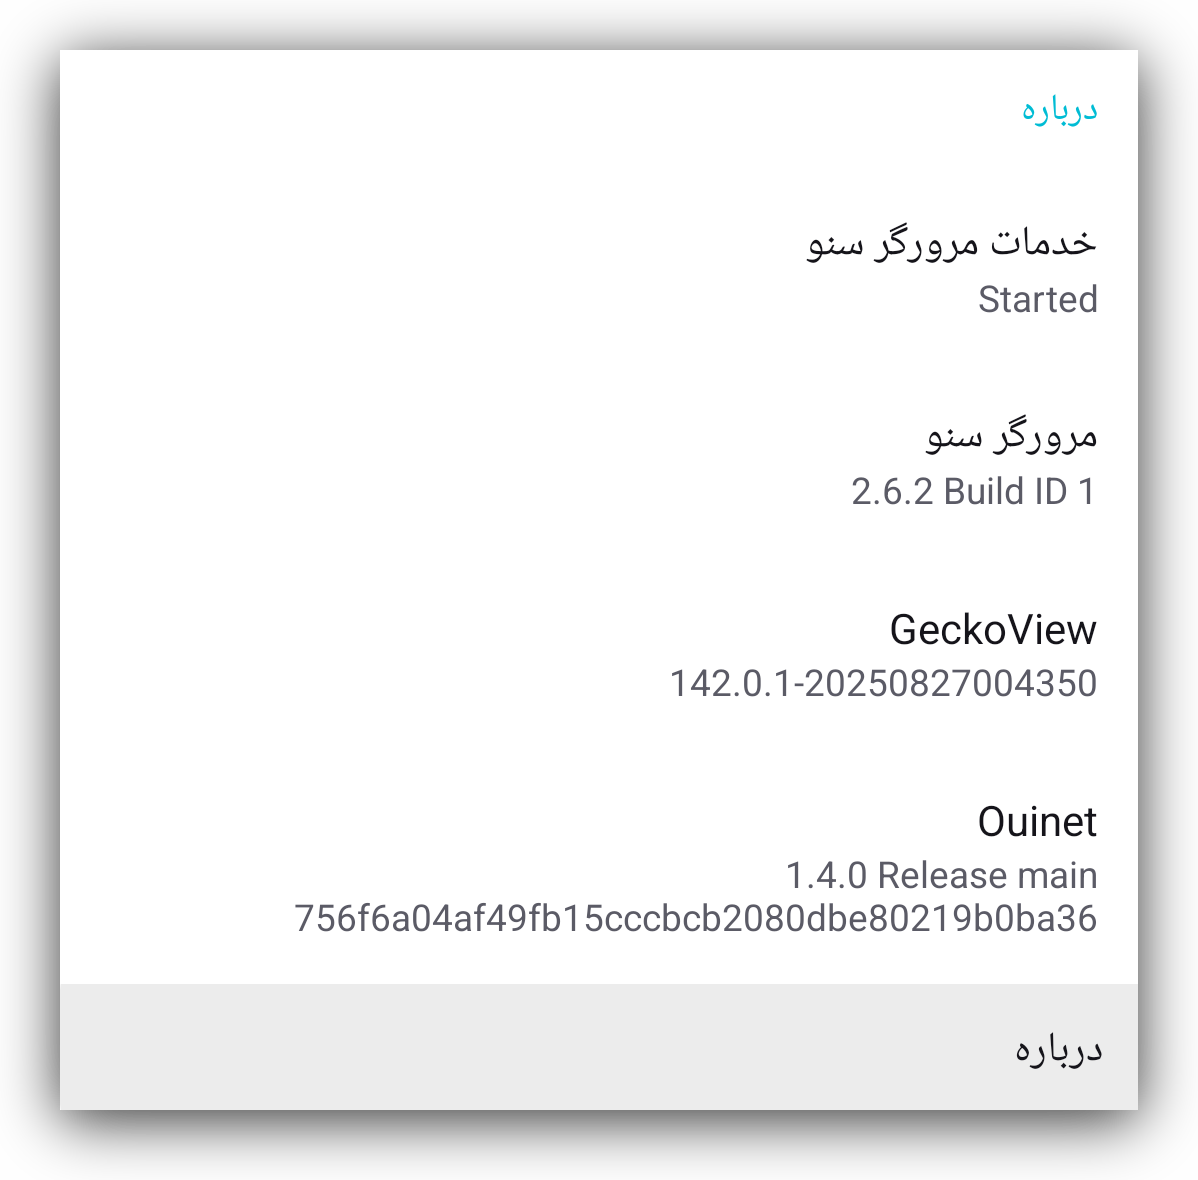 درباره
خدمات مرورگر سنو
Started
مرورگر سنو
2.6.2 Build ID 1
GeckoView
142.0.1-20250827004350
Ouinet
1.4.0 Release main
756f6a04af49fb15cccbcb2080dbe80219b0ba36
درباره